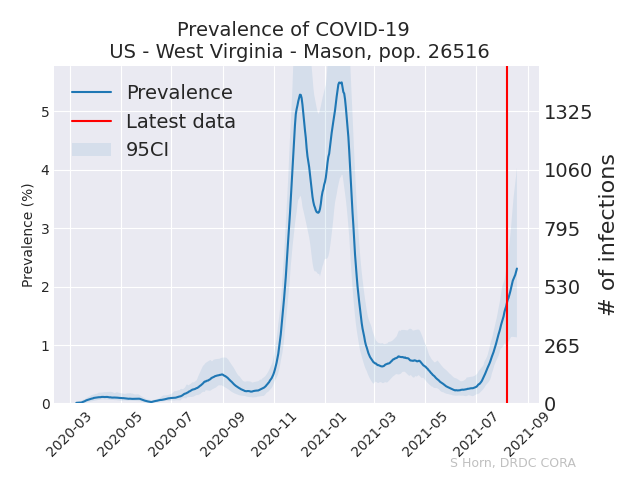 Prevalence of COVID-19
US - West Virginia - Mason, pop. 26516
Prevalence
Latest data
95CI
Prevalence (%)
5
4
3
2
1
0
1325
1060
795
530
265
0
# of infections
2020-03
2020-05
2020-07
2020-09
2020-11
2021-01
2021-03
2021-05
2021-07
2021-09
S Horn, DRDC CORA